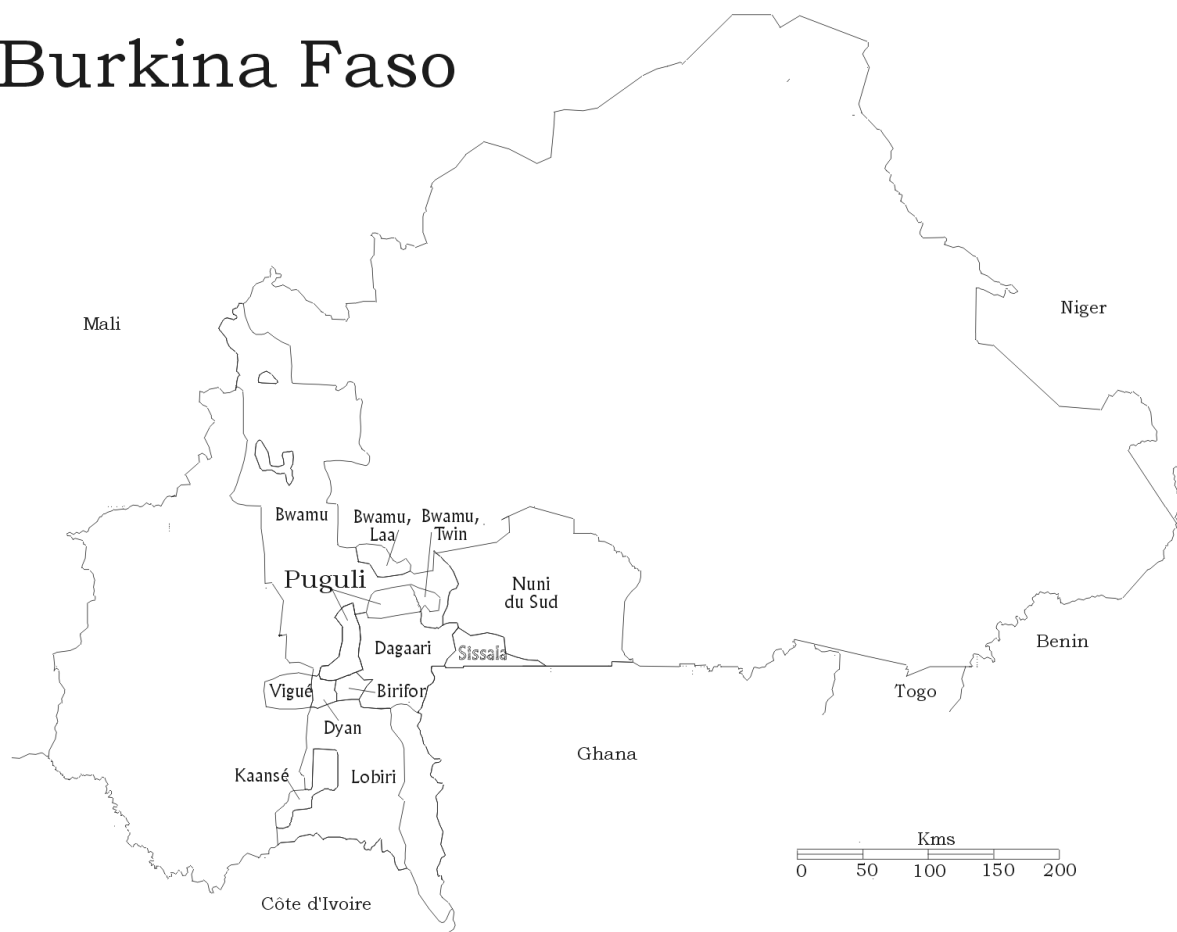 Burkina Faso
Mali
Niger
Bwamu
Bwamu,
Laa
Bwamu,
Twin
Puguli
Nuni
du Sud
Dagaari
Sissala
Benin
Vigué
Birifor
Togo
Dyan
Ghana
Kaansé
Lobiri
Kms
0 50 100 150 200
Côte d'Ivoire